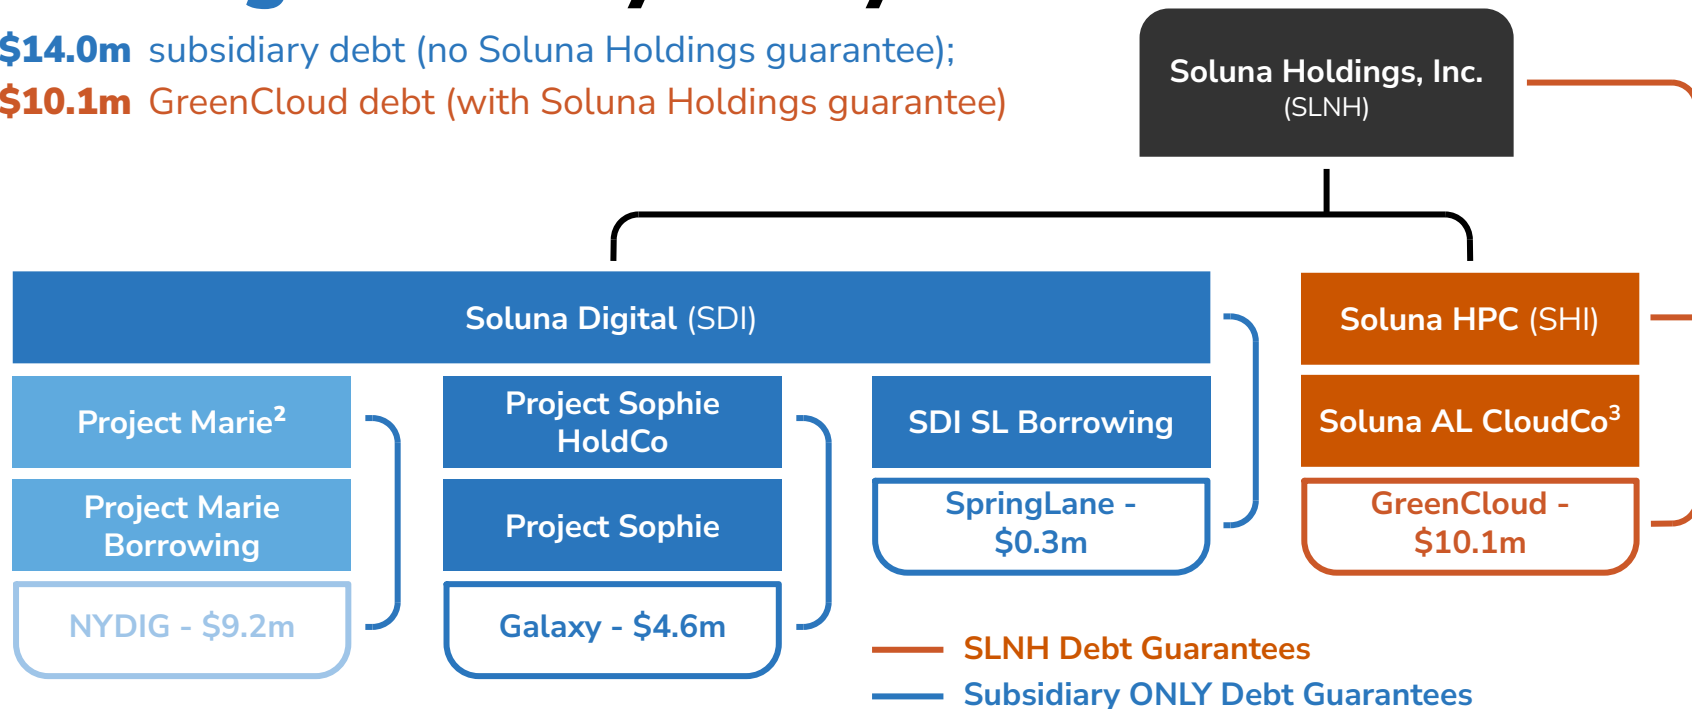 $14.0m subsidiary debt (no Soluna Holdings guarantee);
$10.1m GreenCloud debt (with Soluna Holdings guarantee)
Soluna Holdings, Inc.
(SLNH)
Soluna Digital (SDI)
Soluna HPC (SHI)
Project Marie²
Project Sophie
HoldCo
SDI SL Borrowing
Soluna AL CloudCo³
Project Marie
Borrowing
Project Sophie
SpringLane -
$0.3m
GreenCloud -
$10.1m
NYDIG - $9.2m
Galaxy - $4.6m
SLNH Debt Guarantees
Subsidiary ONLY Debt Guarantees